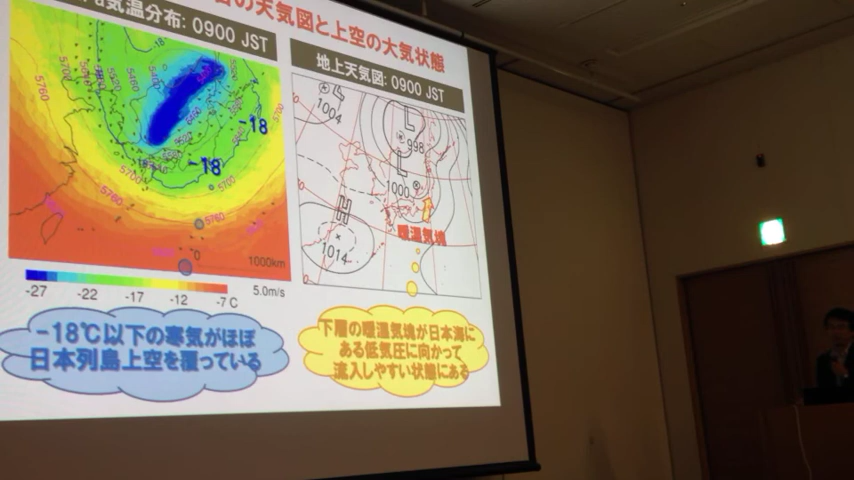 の天気図と上空の大気状態
気温分布: 0900 JST
地上天気図: 0900 JST
5760
5700
-18
-18
5700
5760
1000km
-27 -22 -17 -12 -7 C
5.0m/s
L
1004
L
998
L
1000
H
1014
暖湿気塊
-18℃以下の寒気がほぼ
日本列島上空を覆っている
下層の暖湿気塊が日本海に
ある低気圧に向かって
流入しやすい状態にある